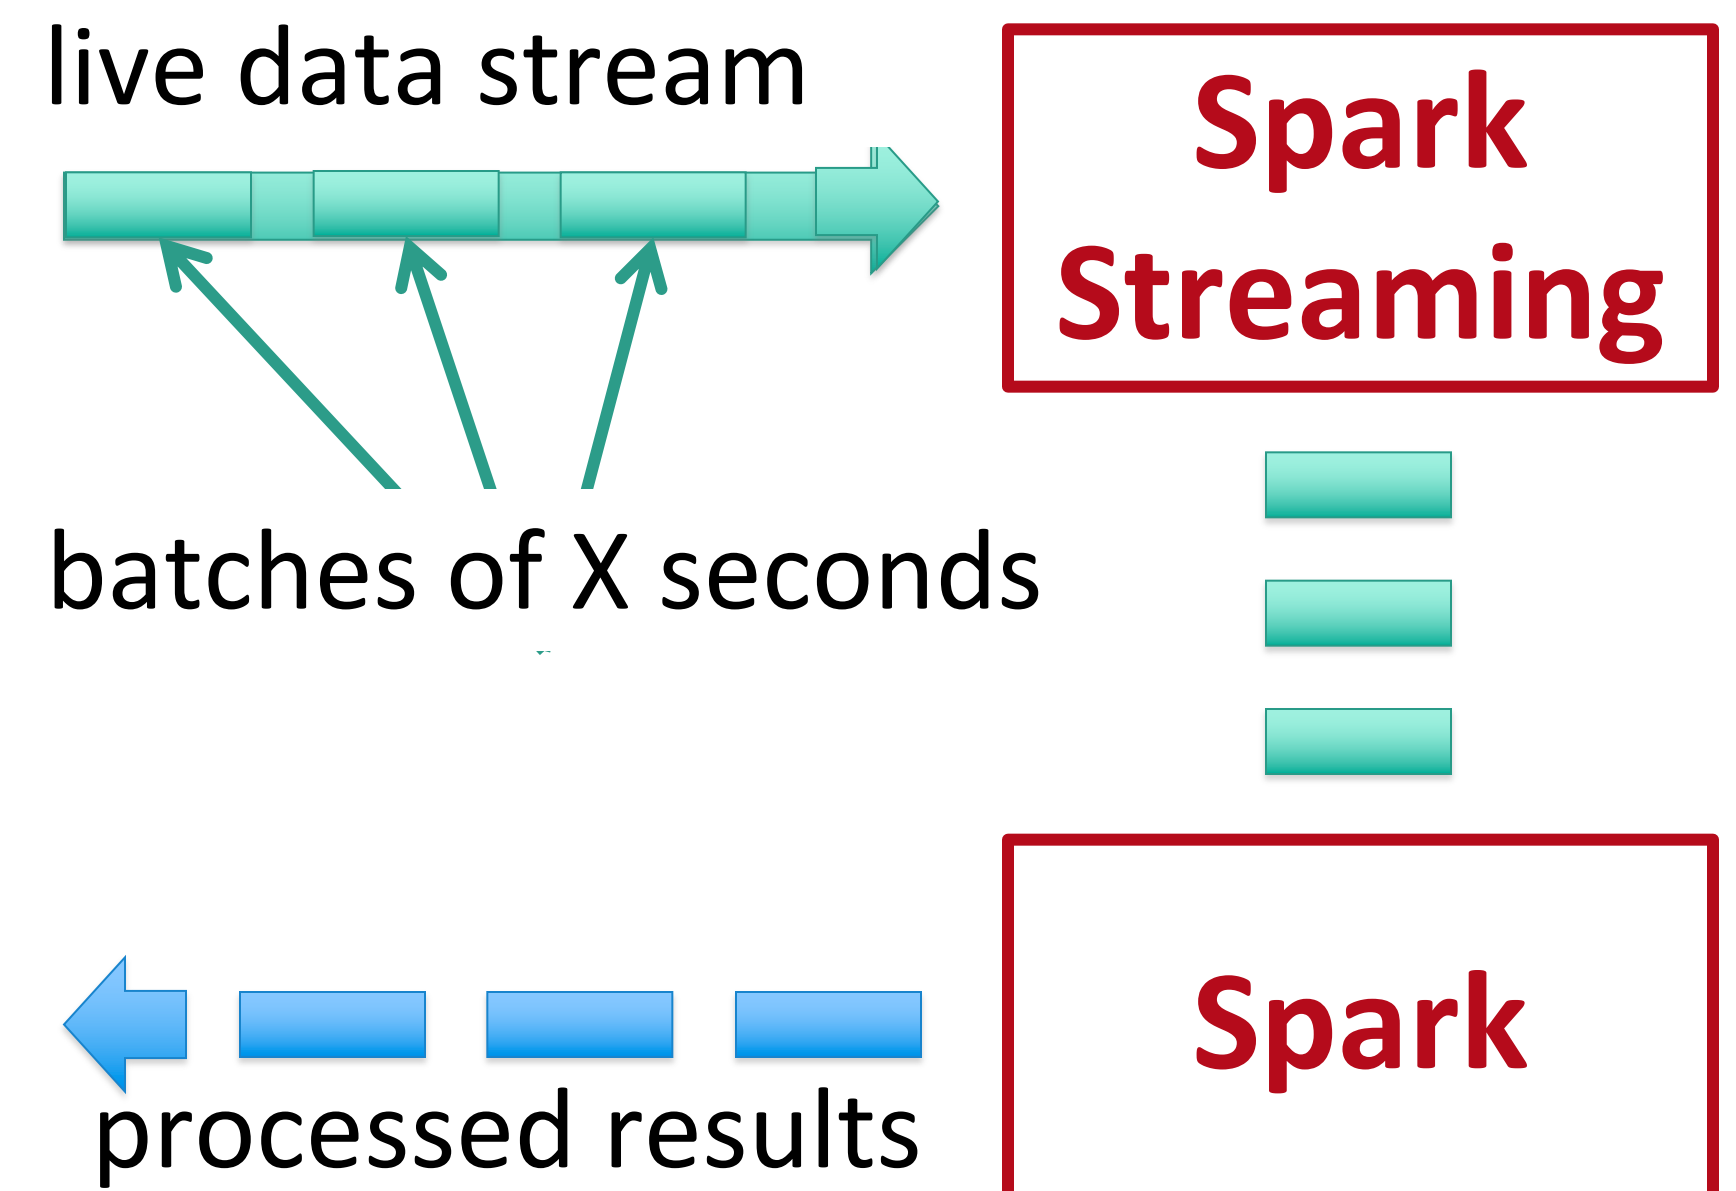 live data stream
Spark
Streaming
batches of X seconds
Spark
processed results